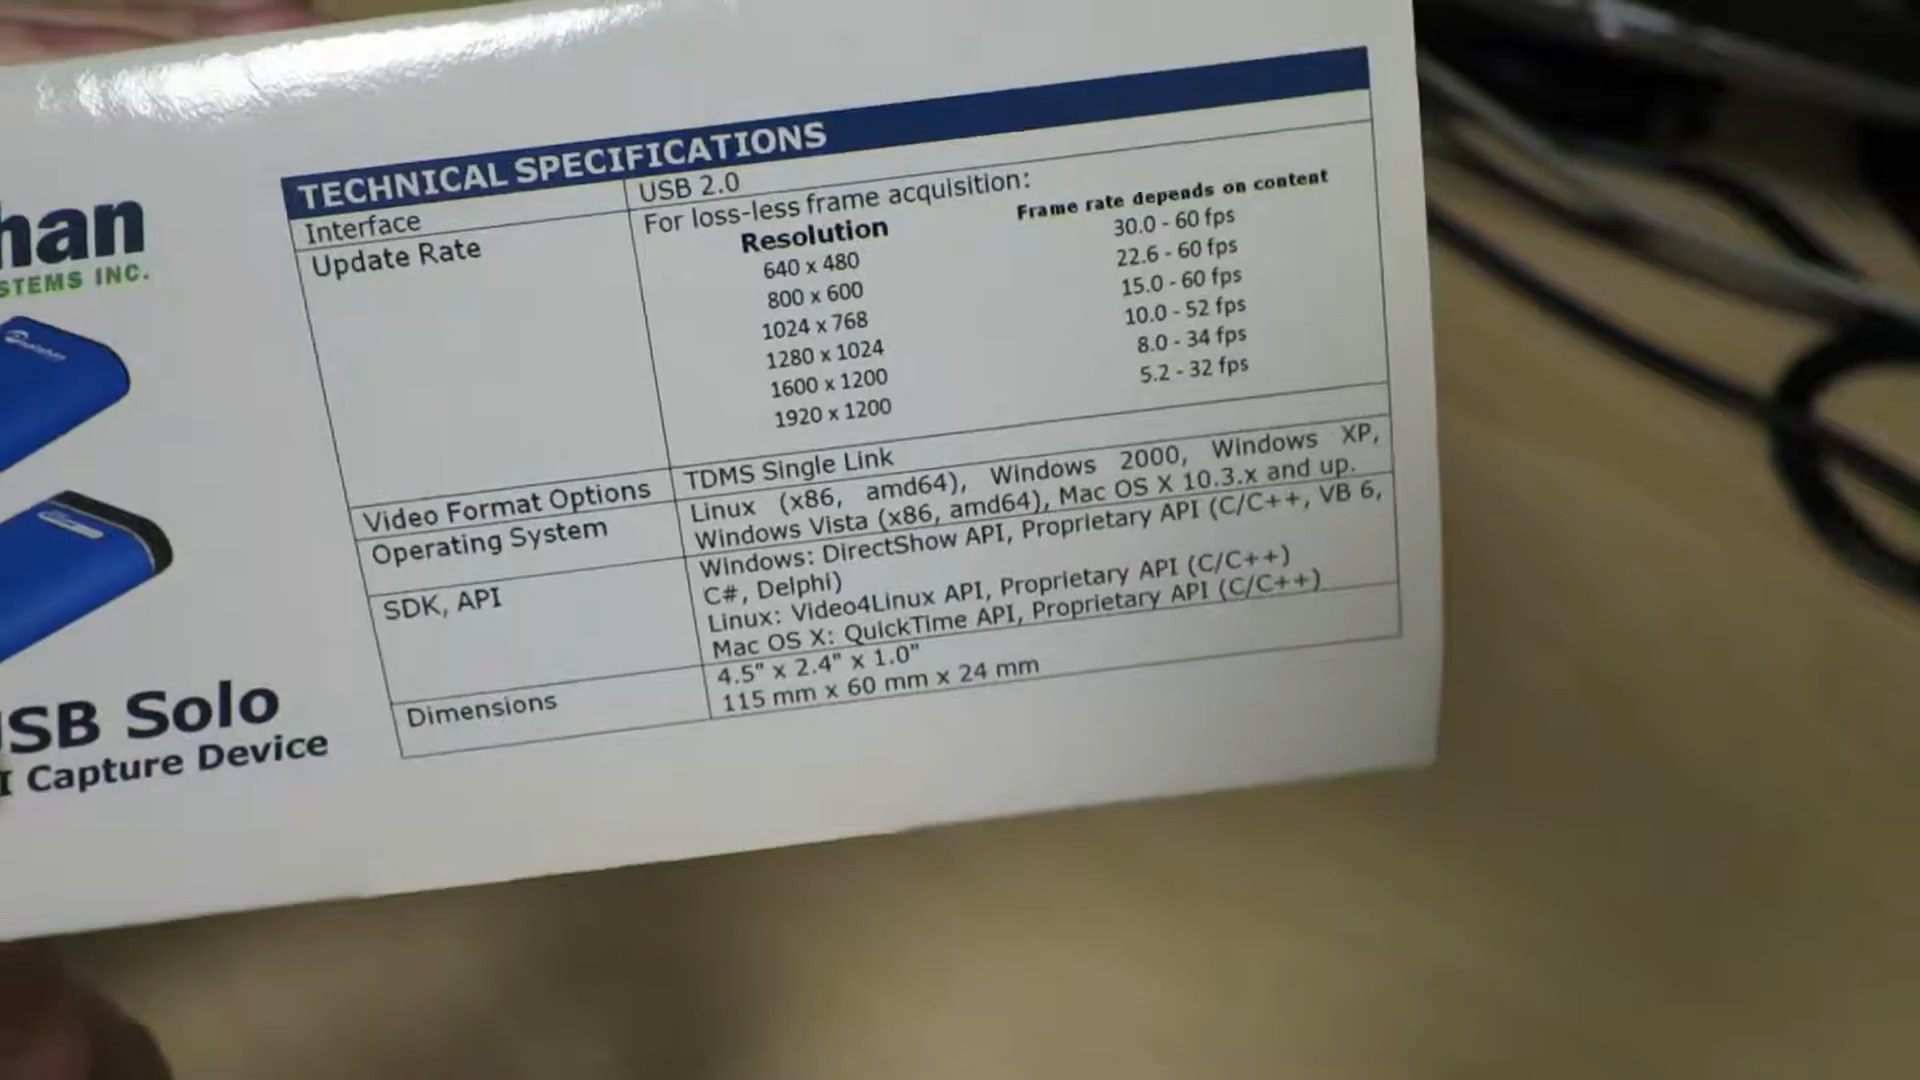 han
STEMS INC.
SB Solo
I Capture Device
TECHNICAL SPECIFICATIONS
Interface USB 2.0
Update Rate For loss-less frame acquisition:
Resolution Frame rate depends on content
640 x 480 30.0 - 60 fps
800 x 600 22.6 - 60 fps
1024 x 768 15.0 - 60 fps
1280 x 1024 10.0 - 52 fps
1600 x 1200 8.0 - 34 fps
1920 x 1200 5.2 - 32 fps
Video Format Options TDMS Single Link
Operating System Linux (x86, amd64), Windows 2000, Windows XP,
Windows Vista (x86, amd64), Mac OS X 10.3.x and up.
SDK, API Windows: DirectShow API, Proprietary API (C/C++, VB 6,
C#, Delphi)
Linux: Video4Linux API, Proprietary API (C/C++)
Mac OS X: QuickTime API, Proprietary API (C/C++)
Dimensions 4.5" x 2.4" x 1.0"
115 mm x 60 mm x 24 mm